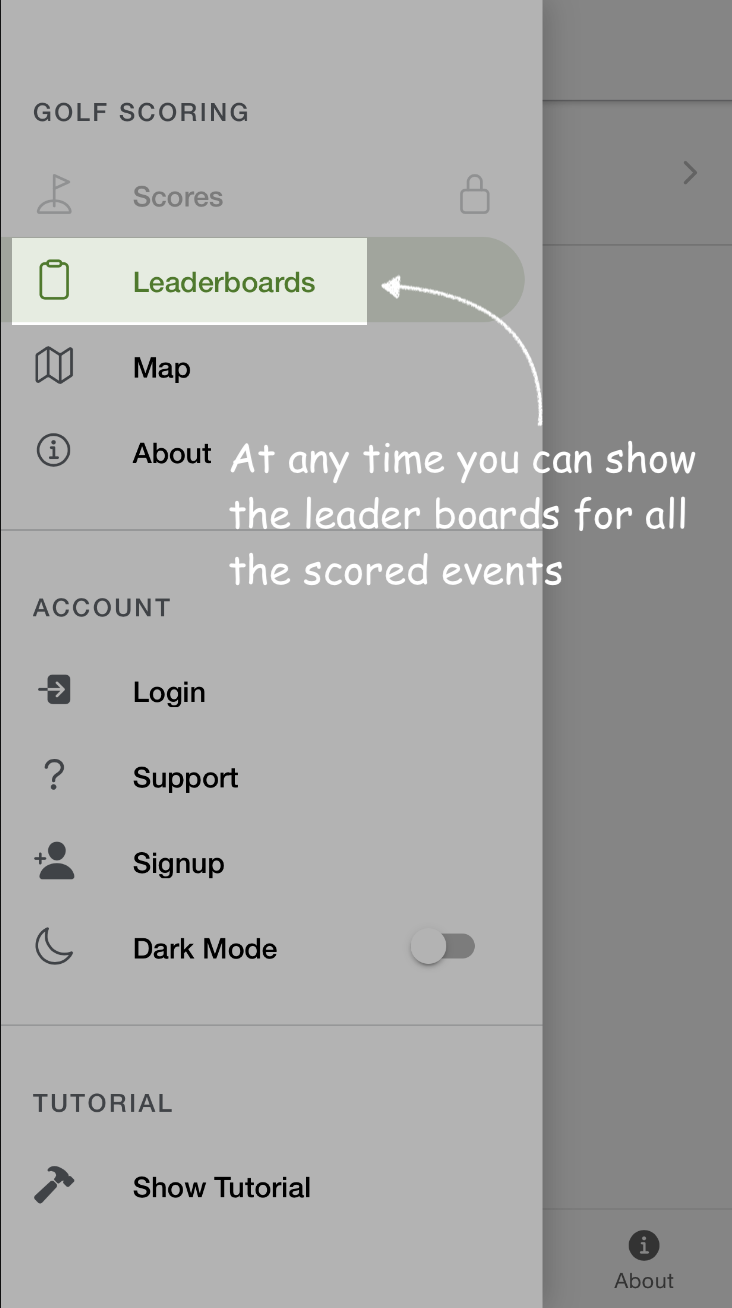 GOLF SCORING
Scores
Leaderboards
Map
About
At any time you can show
the leader boards for all
the scored events
ACCOUNT
Login
Support
Signup
Dark Mode
TUTORIAL
Show Tutorial
About